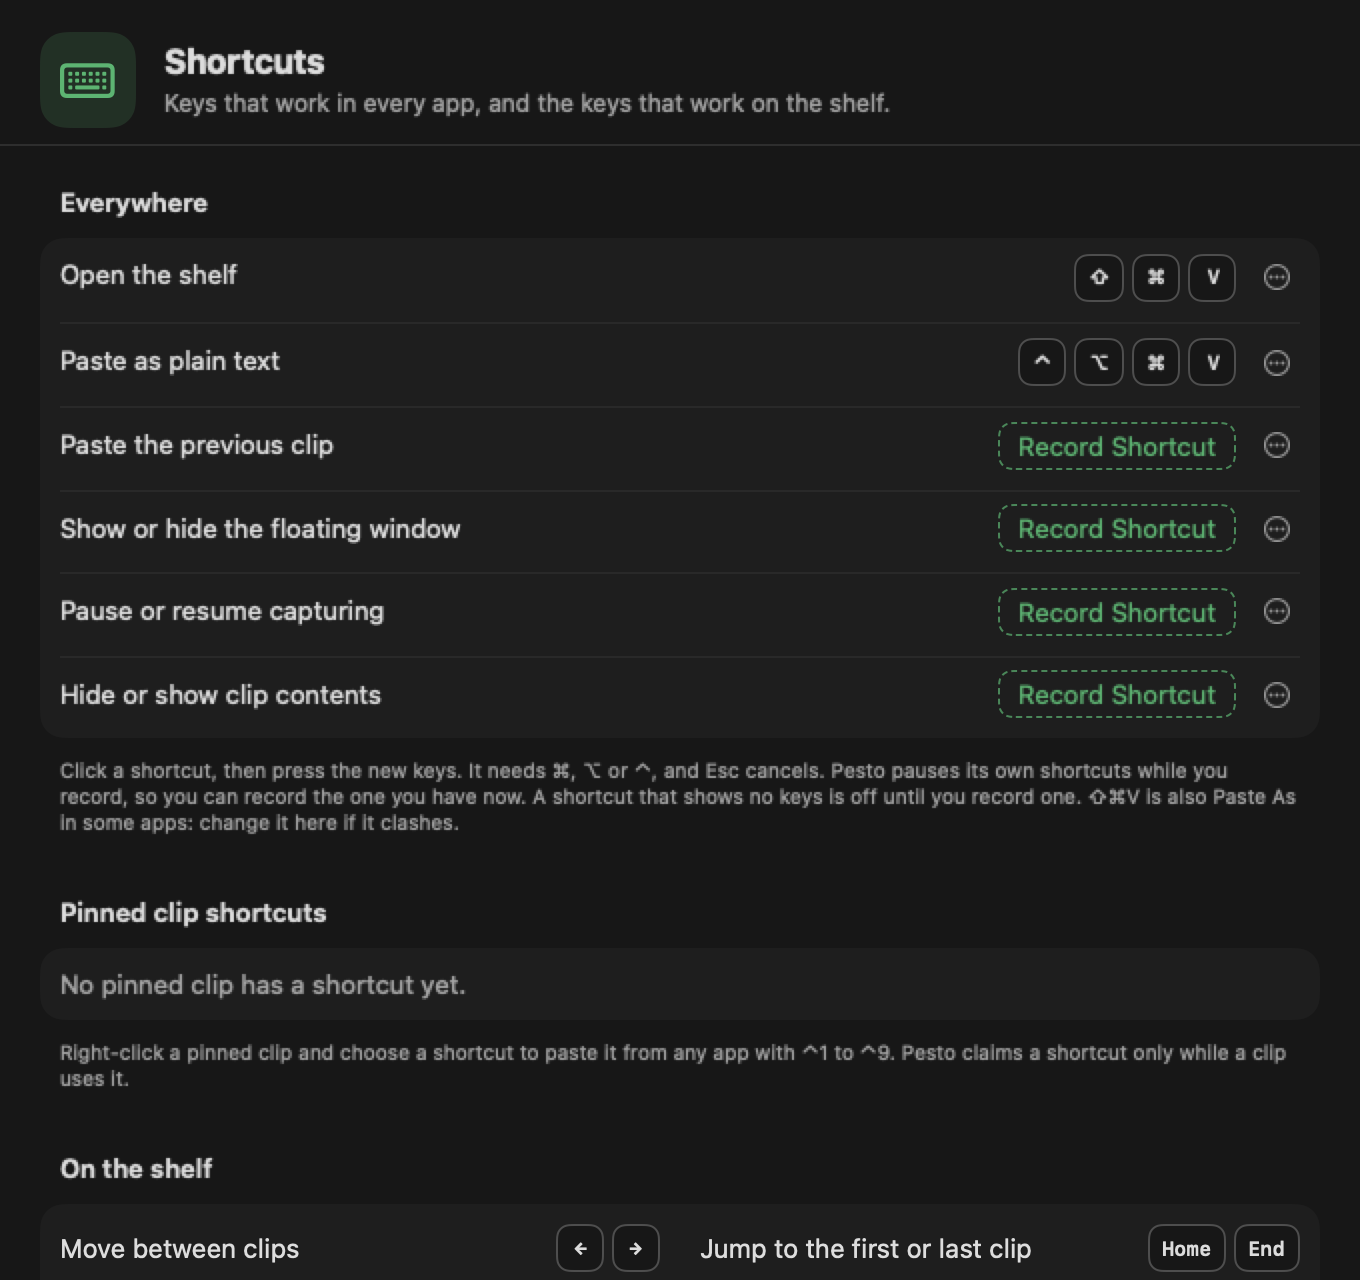 Shortcuts
Keys that work in every app, and the keys that work on the shelf.
Everywhere
Open the shelf ⇧ ⌘ V
Paste as plain text ^ ⌥ ⌘ V
Paste the previous clip Record Shortcut
Show or hide the floating window Record Shortcut
Pause or resume capturing Record Shortcut
Hide or show clip contents Record Shortcut
Click a shortcut, then press the new keys. It needs ⌘, ⌥ or ^, and Esc cancels. Pesto pauses its own shortcuts while you
record, so you can record the one you have now. A shortcut that shows no keys is off until you record one. ⇧⌘V is also Paste As
in some apps: change it here if it clashes.
Pinned clip shortcuts
No pinned clip has a shortcut yet.
Right-click a pinned clip and choose a shortcut to paste it from any app with ^1 to ^9. Pesto claims a shortcut only while a clip
uses it.
On the shelf
Move between clips ← → Jump to the first or last clip Home End